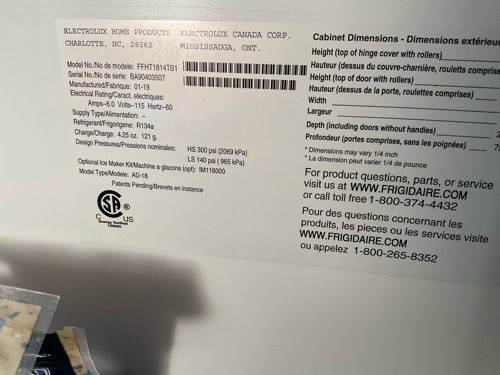 ELECTROLUX HOME PRODUCTS
CHARLOTTE, NC, 28262
ELECTROLUX CANADA CORP.
MISSISSAUGA, ONT.
Model No./No de modele: FFHT1814TB1
Serial No./No de série: BA90403507
Manufactured/Fabriqué: 01-19
Electrical Rating/Caract, electriques:
Amps-6.0 Volts--115 Hertz--60
Supply Type/Alimentation: -
Refrigerant/Frigorigene: R134a
Charge/Charge: 4.25 oz. 121 g.
Design Pressures/Pressions nominales: HS 300 psi (2069 kPa)
LS 140 psi ( 965 kPa)
Optional Ice Maker Kit/Machine a glacons (opt): IM116000
Model Type/Modele: AD-18
Patents Pending/Brevets en instance
CSA
C US
Energy Verified
Cabinet Dimensions - Dimensions extérieur
Height (top of hinge cover with rollers)
Hauteur (dessus du couvre-charnière, roulettes compris
Height (top of door with rollers)
Hauteur (dessus de la porte, roulettes comprises)
Width
Largeur
Depth (including doors without handles)
Profondeur (portes comprises, sans les poignées)
* Dimensions may vary 1/4 inch
* La dimension peut varier 1/4 de pounce
For product questions, parts, or service
visit us at WWW.FRIGIDAIRE.COM
or call toll free 1-800-374-4432
Pour des questions concernant les
produits, les pieces ou les services visite
WWW.FRIGIDAIRE.COM
ou appelez 1-800-265-8352